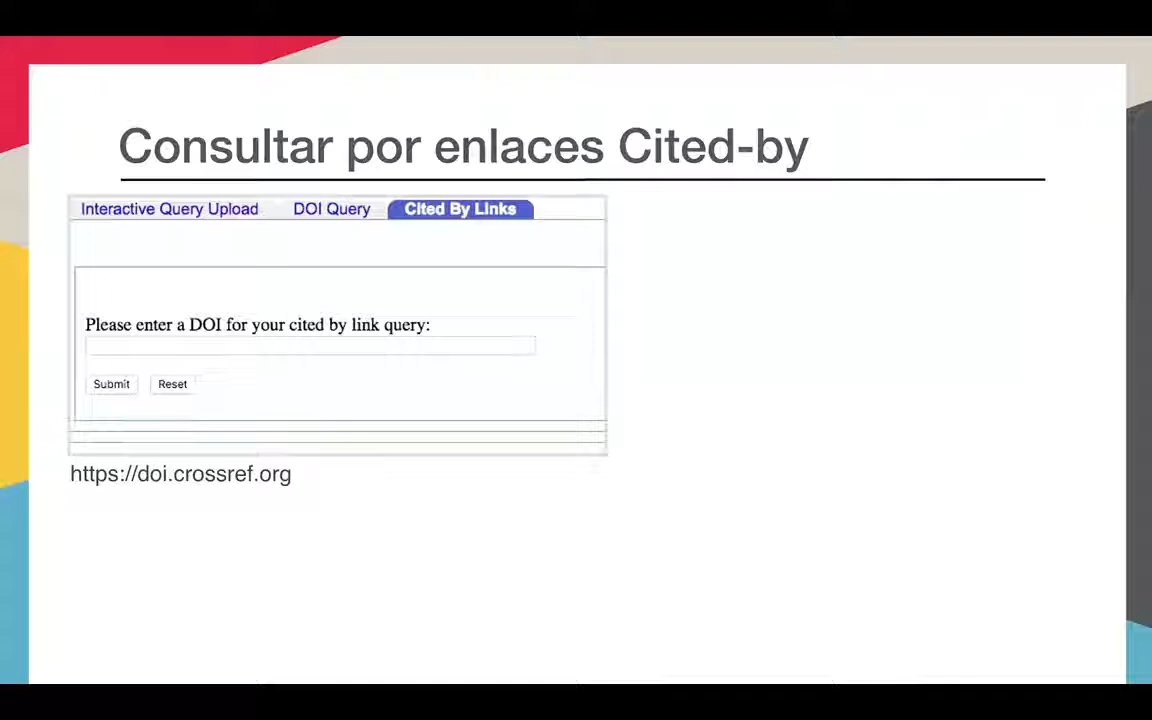 Consultar por enlaces Cited-by
Interactive Query Upload DOI Query Cited By Links
Please enter a DOI for your cited by link query:
Submit Reset
https://doi.crossref.org